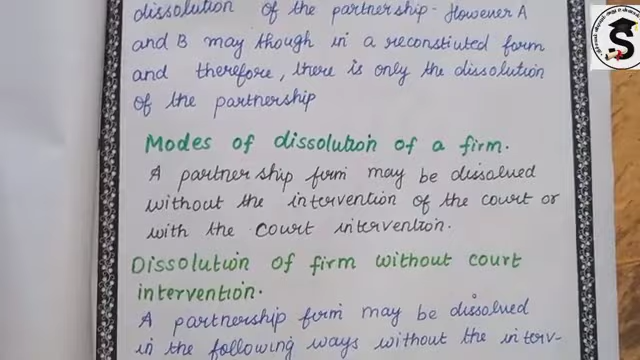 dissolution of the partnership - However A
and B may though in a reconstiuted form
and therefore, there is only the dissolution
of the partnership
Modes of dissolution of a firm.
A partnership firm may be dissolved
without the intervention of the court or
with the court intervention.
Dissolution of firm without court
intervention.
A partnership firm may be dissolved
in the following ways without the interv-
S